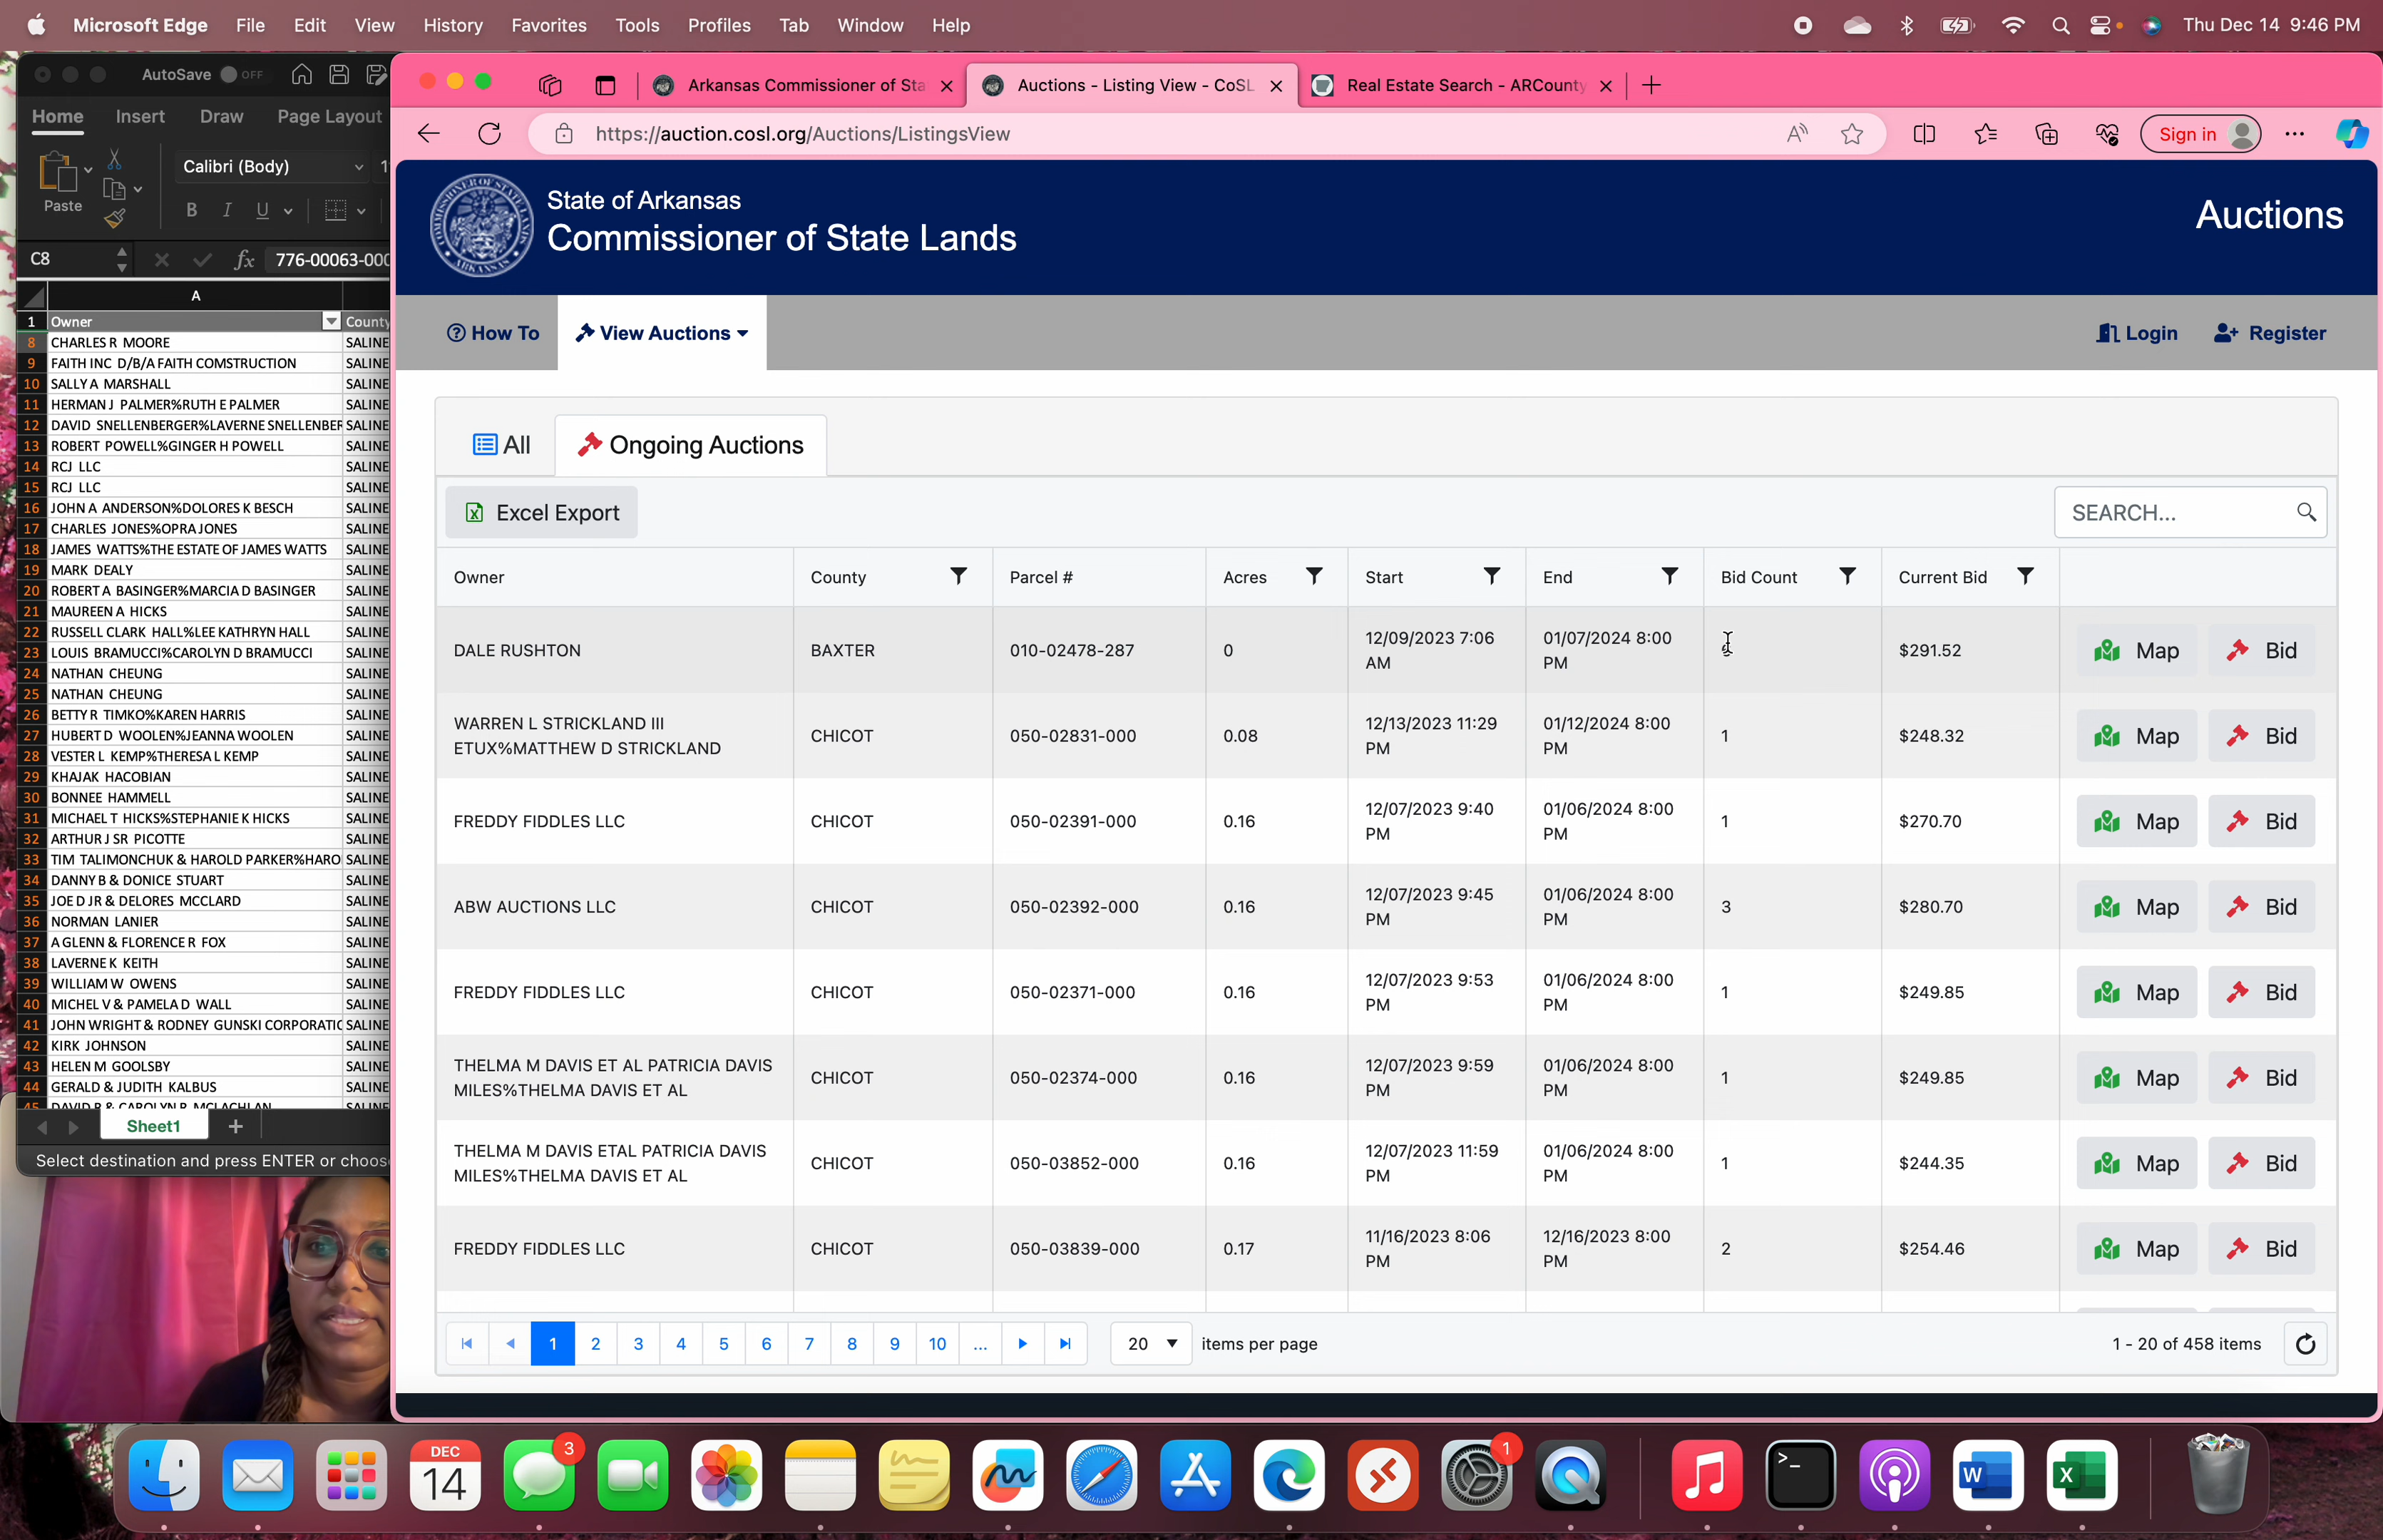 Microsoft Edge File Edit View History Favorites Tools Profiles Tab Window Help Thu Dec 14 9:46 PM
AutoSave OFF
Home Insert Draw Page Layout
Calibri (Body)
Paste
B I U
C8 fx 776-00063-000
A
1 Owner County
8 CHARLES R MOORE SALINE
9 FAITH INC D/B/A FAITH COMSTRUCTION SALINE
10 SALLY A MARSHALL SALINE
11 HERMAN J PALMER%RUTH E PALMER SALINE
12 DAVID SNELLENBERGER%LAVERNE SNELLENBER SALINE
13 ROBERT POWELL%GINGER H POWELL SALINE
14 RCJ LLC SALINE
15 RCJ LLC SALINE
16 JOHN A ANDERSON%DOLORES K BESCH SALINE
17 CHARLES JONES%OPRA JONES SALINE
18 JAMES WATTS%THE ESTATE OF JAMES WATTS SALINE
19 MARK DEALY SALINE
20 ROBERT A BASINGER%MARCIA D BASINGER SALINE
21 MAUREEN A HICKS SALINE
22 RUSSELL CLARK HALL%LEE KATHRYN HALL SALINE
23 LOUIS BRAMUCCI%CAROLYN D BRAMUCCI SALINE
24 NATHAN CHEUNG SALINE
25 NATHAN CHEUNG SALINE
26 BETTY R TIMKO%KAREN HARRIS SALINE
27 HUBERT D WOOLEN%JEANNA WOOLEN SALINE
28 VESTER L KEMP%THERESA L KEMP SALINE
29 KHAJAK HACOBIAN SALINE
30 BONNEE HAMMELL SALINE
31 MICHAEL T HICKS%STEPHANIE K HICKS SALINE
32 ARTHUR J SR PICOTTE SALINE
33 TIM TALIMONCHUK & HAROLD PARKER%HARO SALINE
34 DANNY B & DONICE STUART SALINE
35 JOE D JR & DELORES MCCLARD SALINE
36 NORMAN LANIER SALINE
37 A GLENN & FLORENCE R FOX SALINE
38 LAVERNE K KEITH SALINE
39 WILLIAM W OWENS SALINE
40 MICHEL V & PAMELA D WALL SALINE
41 JOHN WRIGHT & RODNEY GUNSKI CORPORATIC SALINE
42 KIRK JOHNSON SALINE
43 HELEN M GOOLSBY SALINE
44 GERALD & JUDITH KALBUS SALINE
45 DAVID R & CAROLYN R MCLACHLAN SALINE
Sheet1 +
Select destination and press ENTER or choos
Arkansas Commissioner of Sta Auctions - Listing View - CoSL Real Estate Search - ARCounty
https://auction.cosl.org/Auctions/ListingsView Sign in
State of Arkansas
Commissioner of State Lands
Auctions
How To View Auctions Login Register
All Ongoing Auctions
Excel Export SEARCH...
Owner County Parcel # Acres Start End Bid Count Current Bid
DALE RUSHTON BAXTER 010-02478-287 0 12/09/2023 7:06 AM 01/07/2024 8:00 PM $291.52 Map Bid
WARREN L STRICKLAND III ETUX%MATTHEW D STRICKLAND CHICOT 050-02831-000 0.08 12/13/2023 11:29 PM 01/12/2024 8:00 PM 1 $248.32 Map Bid
FREDDY FIDDLES LLC CHICOT 050-02391-000 0.16 12/07/2023 9:40 PM 01/06/2024 8:00 PM 1 $270.70 Map Bid
ABW AUCTIONS LLC CHICOT 050-02392-000 0.16 12/07/2023 9:45 PM 01/06/2024 8:00 PM 3 $280.70 Map Bid
FREDDY FIDDLES LLC CHICOT 050-02371-000 0.16 12/07/2023 9:53 PM 01/06/2024 8:00 PM 1 $249.85 Map Bid
THELMA M DAVIS ET AL PATRICIA DAVIS MILES%THELMA DAVIS ET AL CHICOT 050-02374-000 0.16 12/07/2023 9:59 PM 01/06/2024 8:00 PM 1 $249.85 Map Bid
THELMA M DAVIS ETAL PATRICIA DAVIS MILES%THELMA DAVIS ET AL CHICOT 050-03852-000 0.16 12/07/2023 11:59 PM 01/06/2024 8:00 PM 1 $244.35 Map Bid
FREDDY FIDDLES LLC CHICOT 050-03839-000 0.17 11/16/2023 8:06 PM 12/16/2023 8:00 PM 2 $254.46 Map Bid
1 2 3 4 5 6 7 8 9 10 ... 20 items per page 1 - 20 of 458 items
DEC
14
3
1
W
X